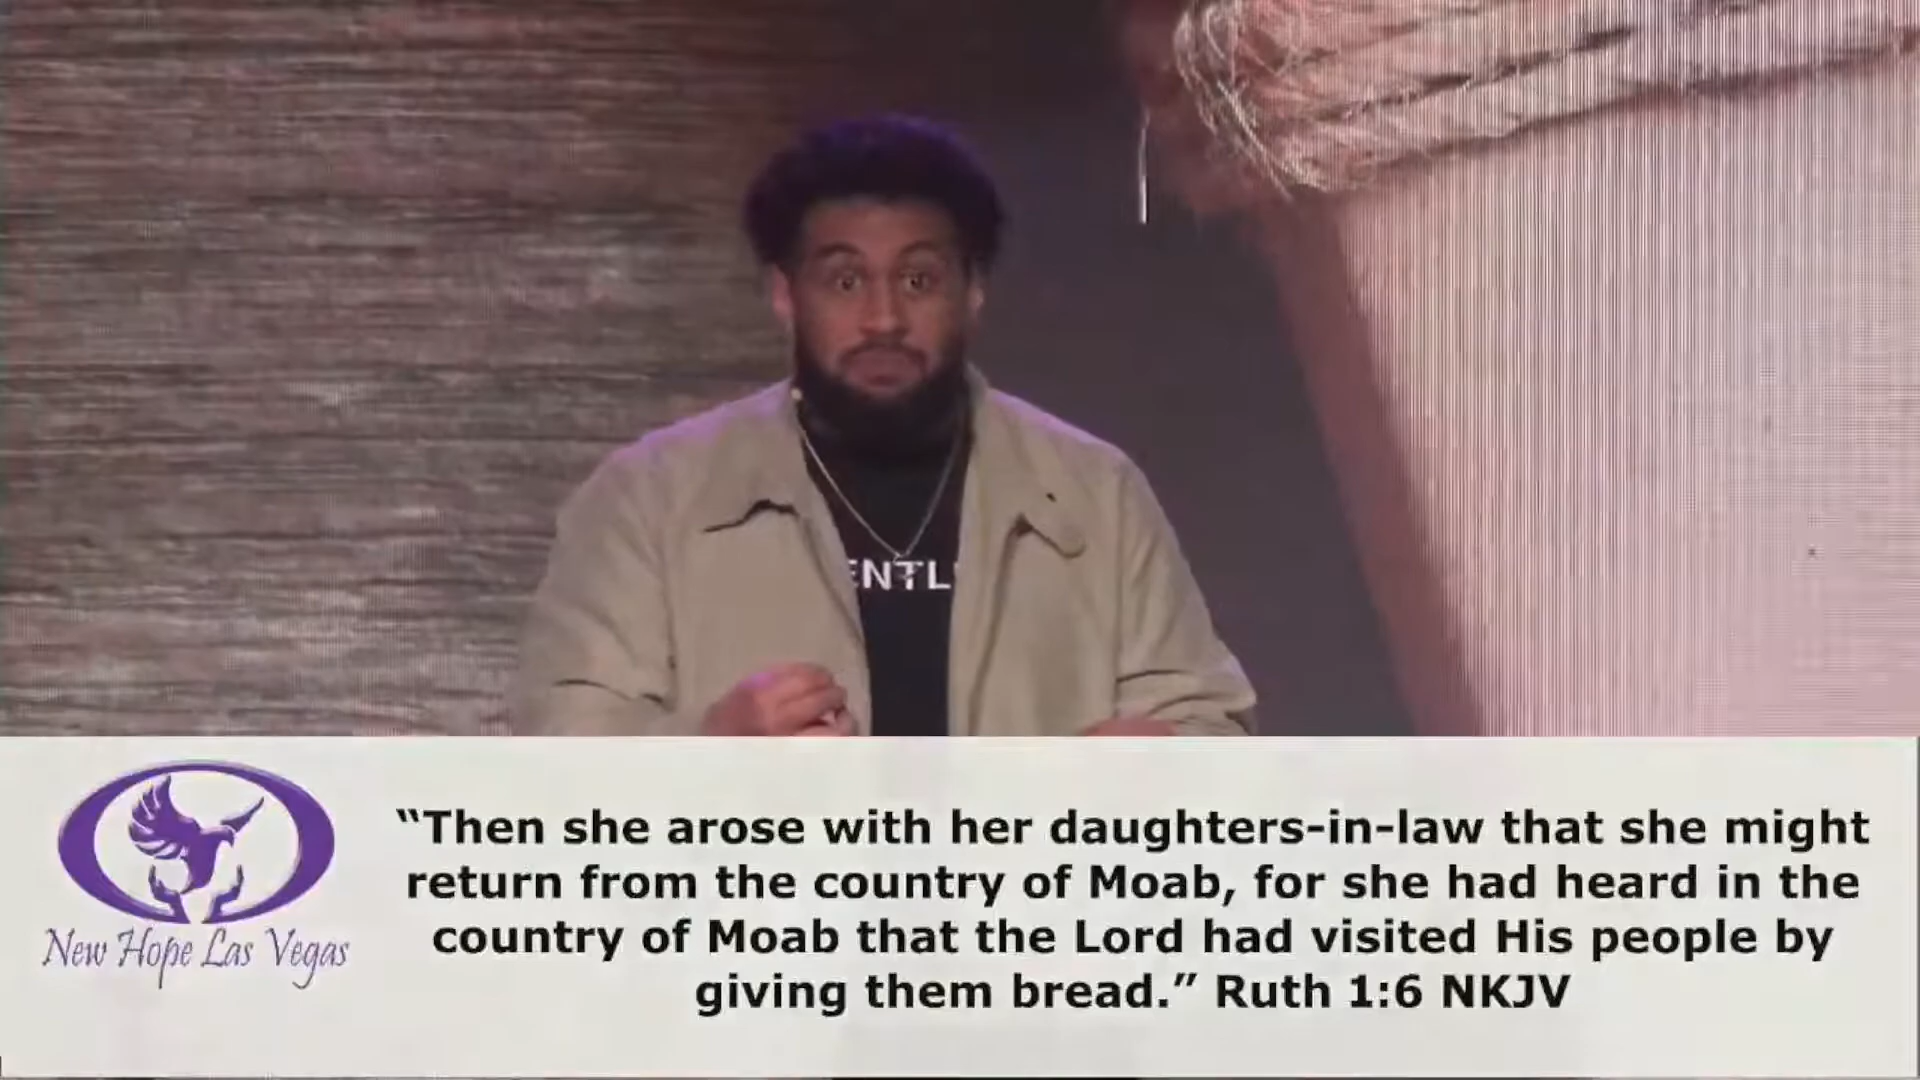 ENTL
New Hope Las Vegas
“Then she arose with her daughters-in-law that she might
return from the country of Moab, for she had heard in the
country of Moab that the Lord had visited His people by
giving them bread.” Ruth 1:6 NKJV